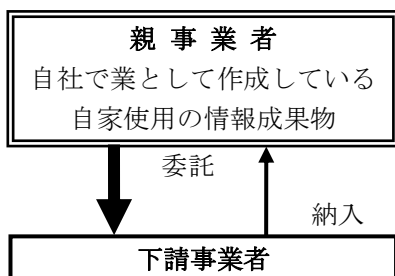 親 事 業 者
自社で業として作成している
自家使用の情報成果物
委託
納入
下請事業者